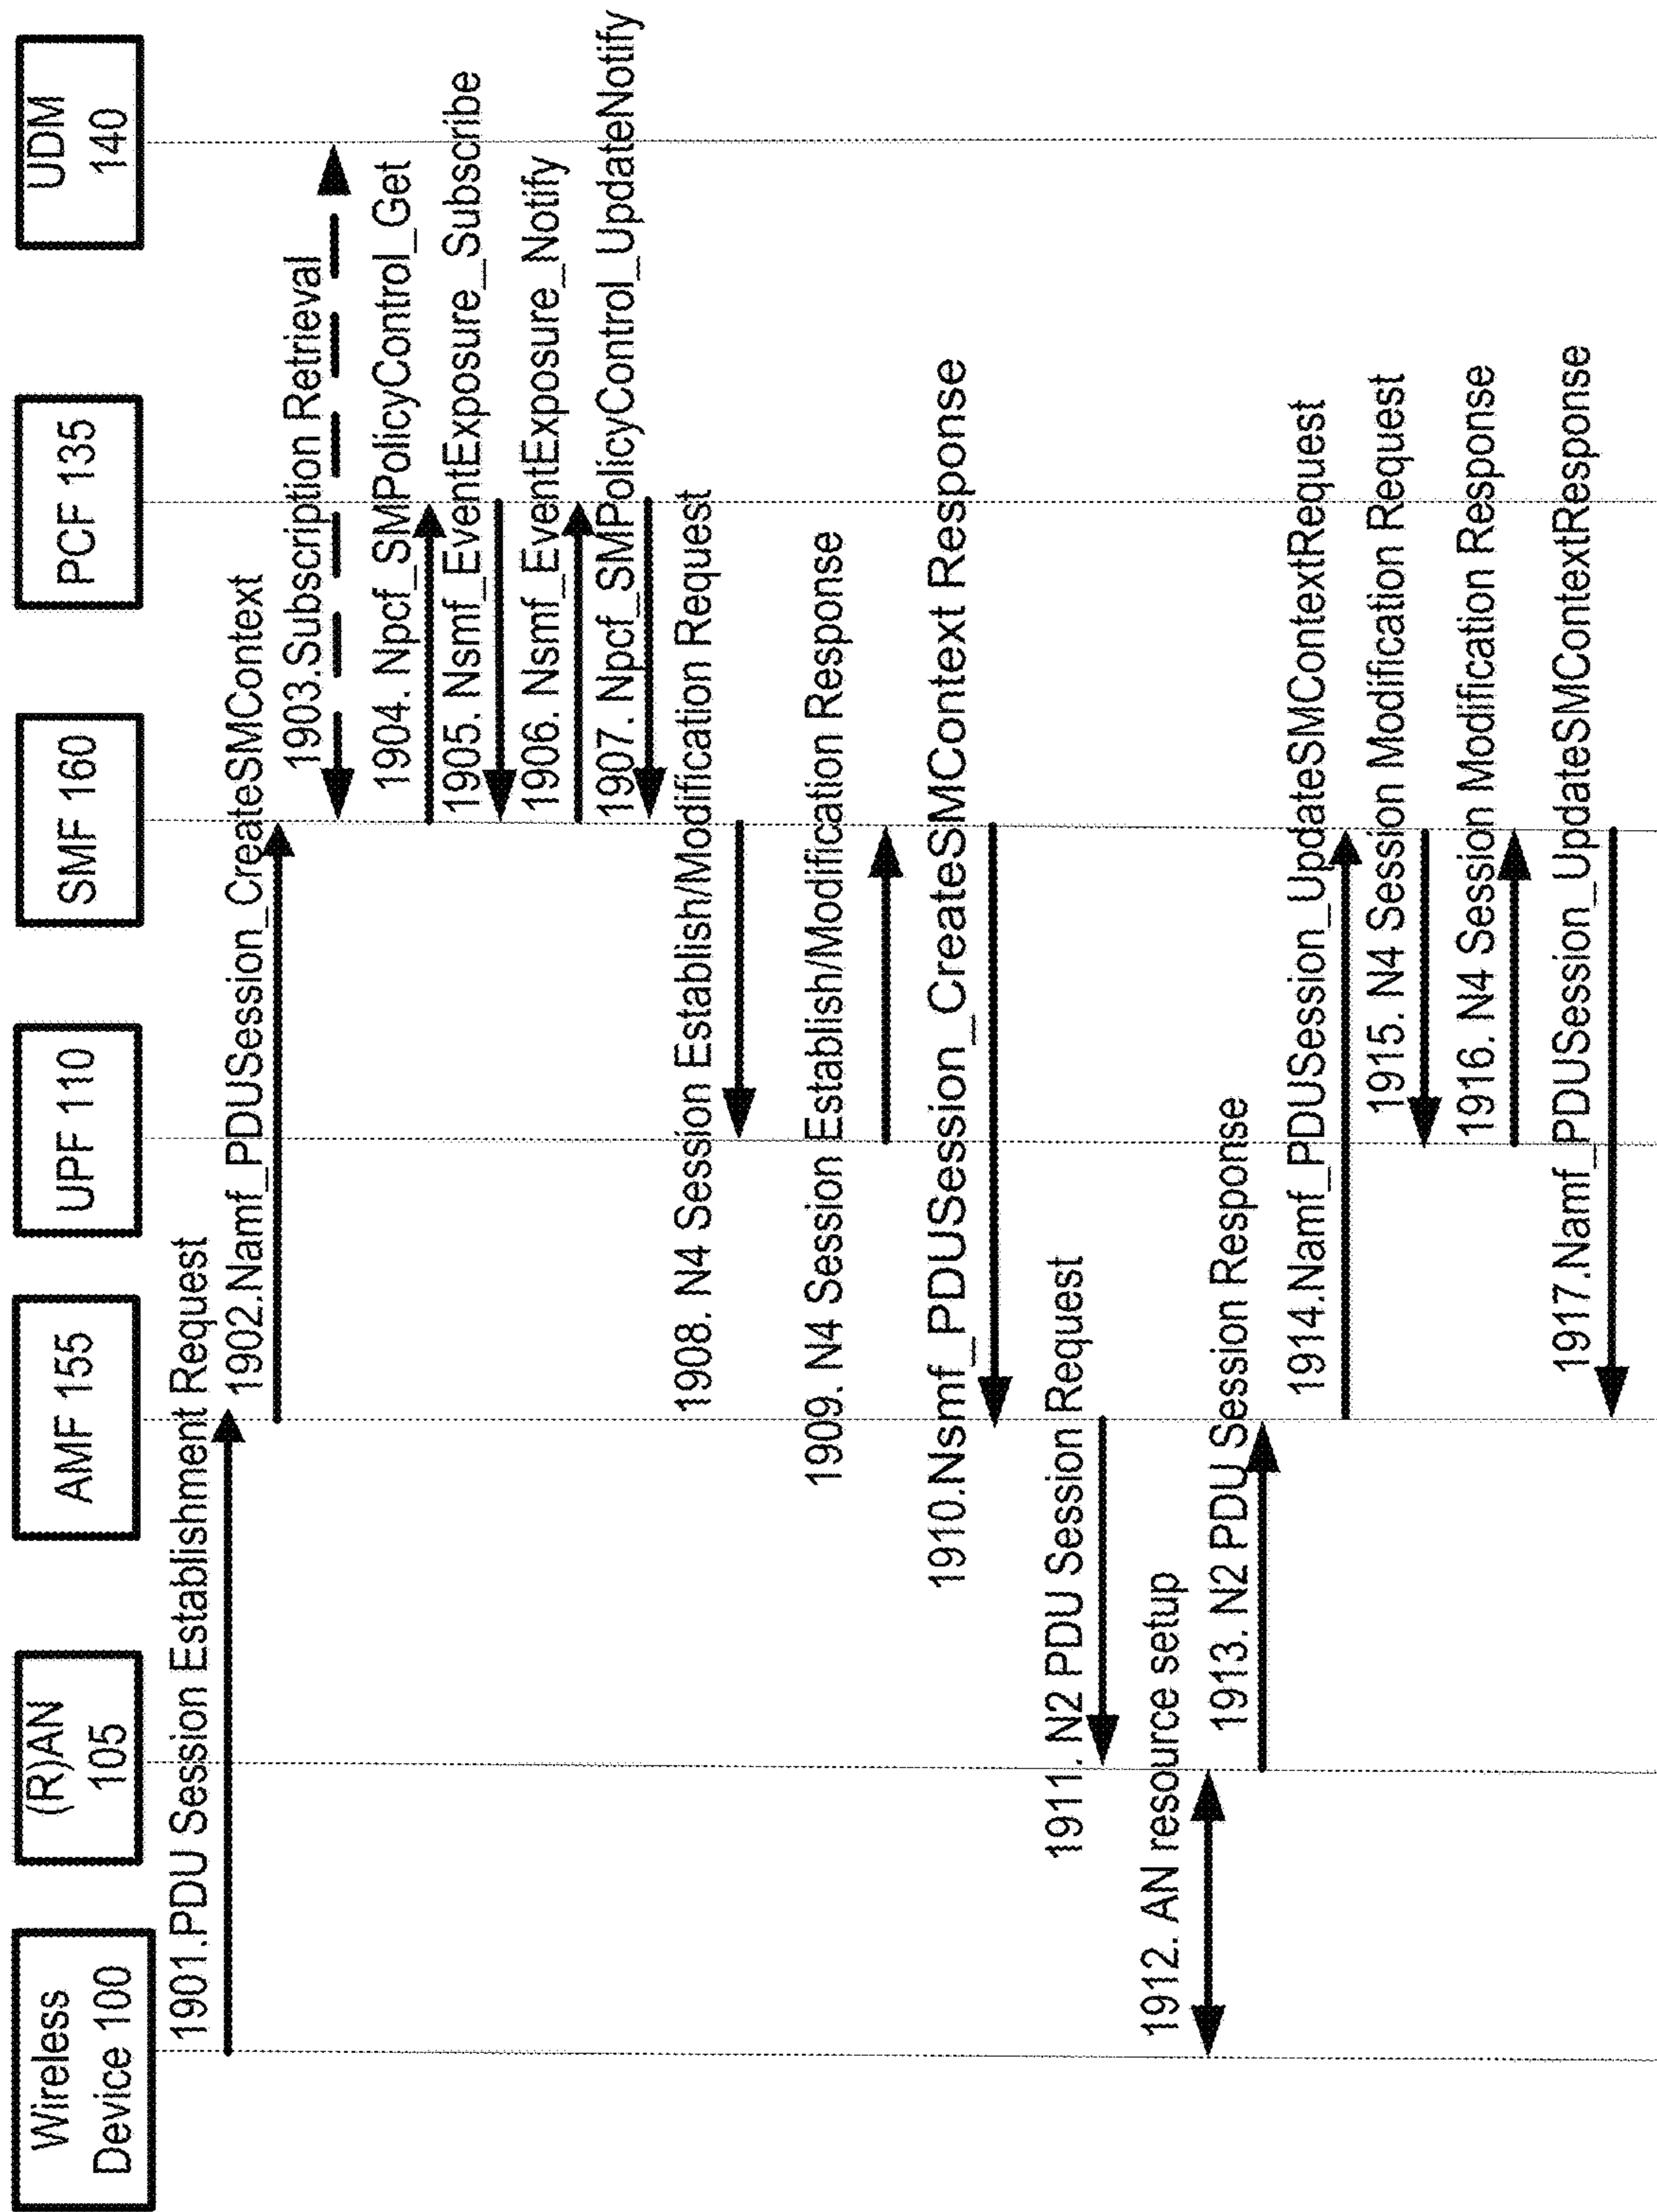 Wireless
Device 100
(R)AN
105
AMF 155
UPF 110
SMF 160
PCF 135
UDM
140
1901.PDU Session Establishment Request
1902.Namf_PDUSession_CreateSMContext
1903.Subscription Retrieval
1904. Npcf_SMPolicyControl_Get
1905. Nsmf_EventExposure_Subscribe
1906. Nsmf_EventExposure_Notify
1907. Npcf_SMPolicyControl_UpdateNotify
1908. N4 Session Establish/Modification Request
1909. N4 Session Establish/Modification Response
1910.Nsmf_PDUSession_CreateSMContext Response
1911. N2 PDU Session Request
1912. AN resource setup
1913. N2 PDU Session Response
1914.Namf_PDUSession_UpdateSMContextRequest
1915. N4 Session Modification Request
1916. N4 Session Modification Response
1917.Namf_PDUSession_UpdateSMContextResponse